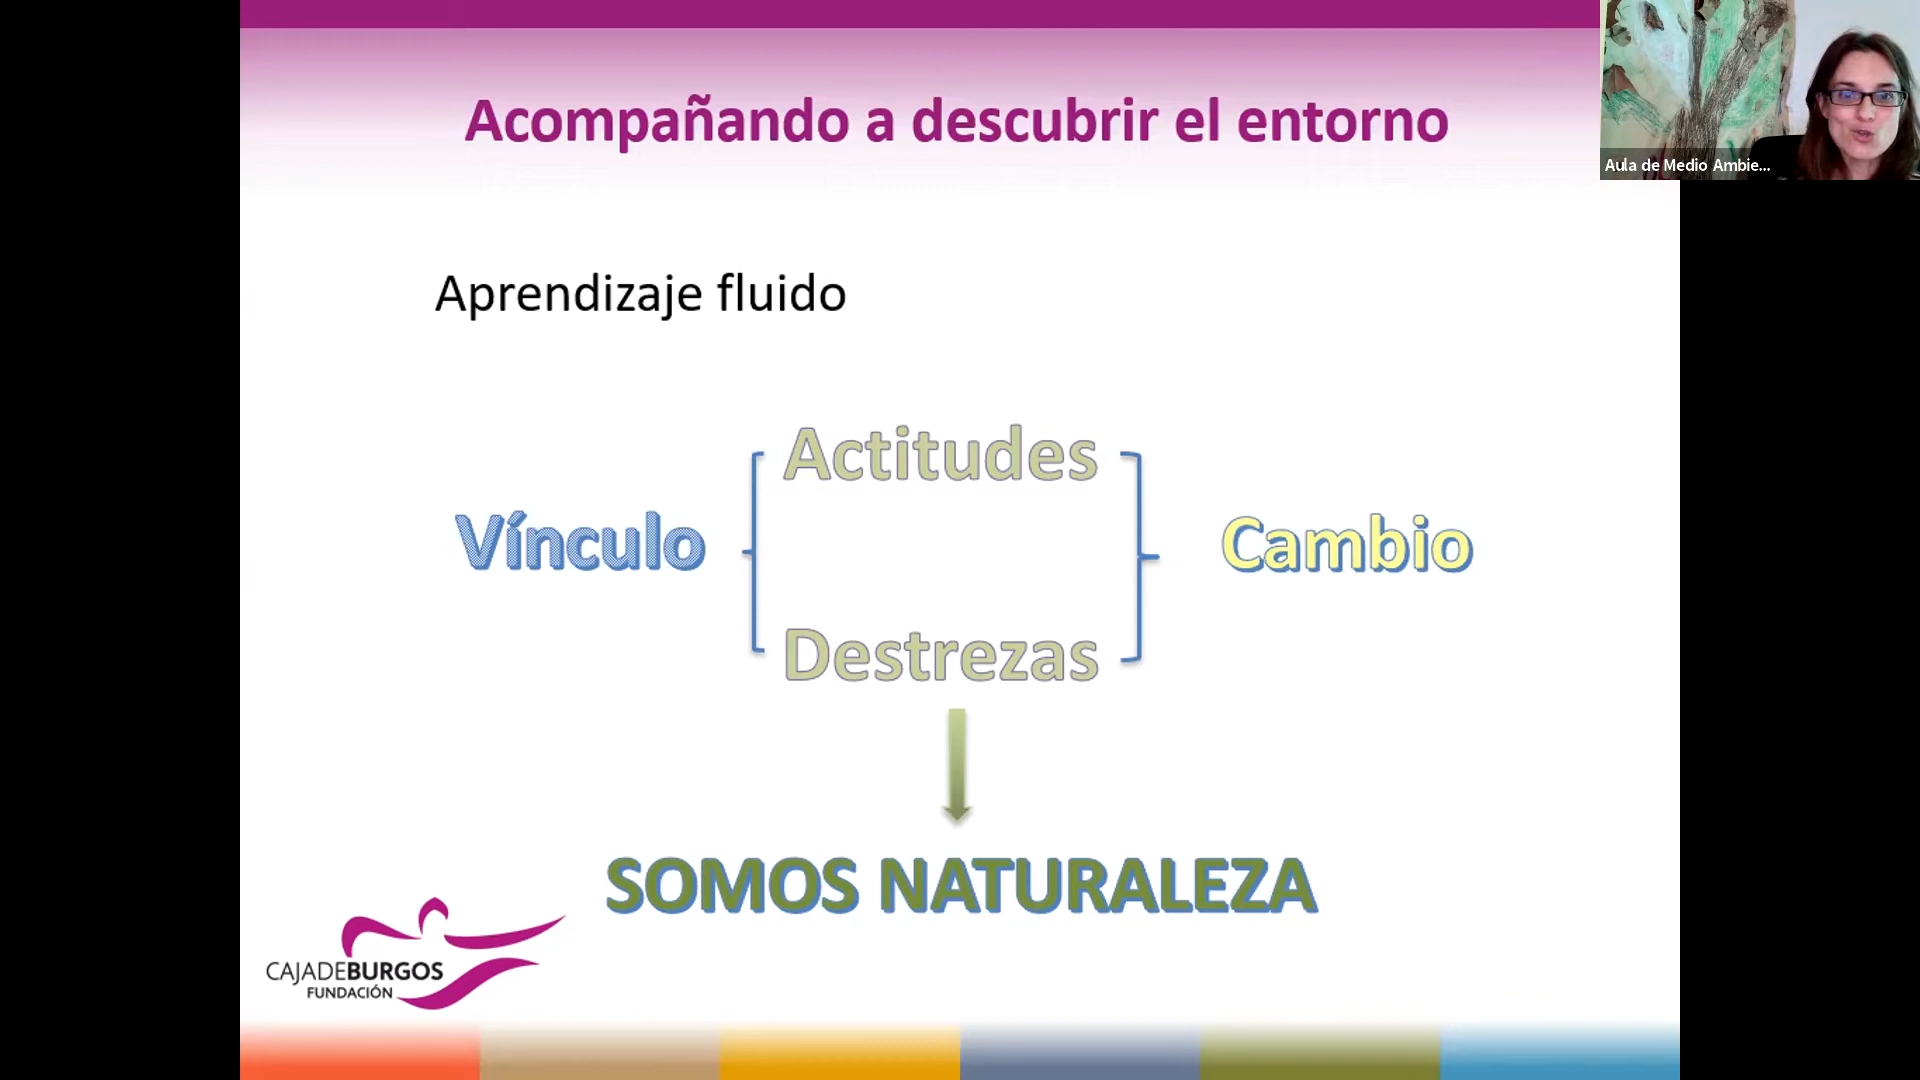 Acompañando a descubrir el entorno
Aula de Medio Ambie...
Aprendizaje fluido
Actitudes
Vínculo
Cambio
Destrezas
SOMOS NATURALEZA
CAJADEBURGOS
FUNDACIÓN